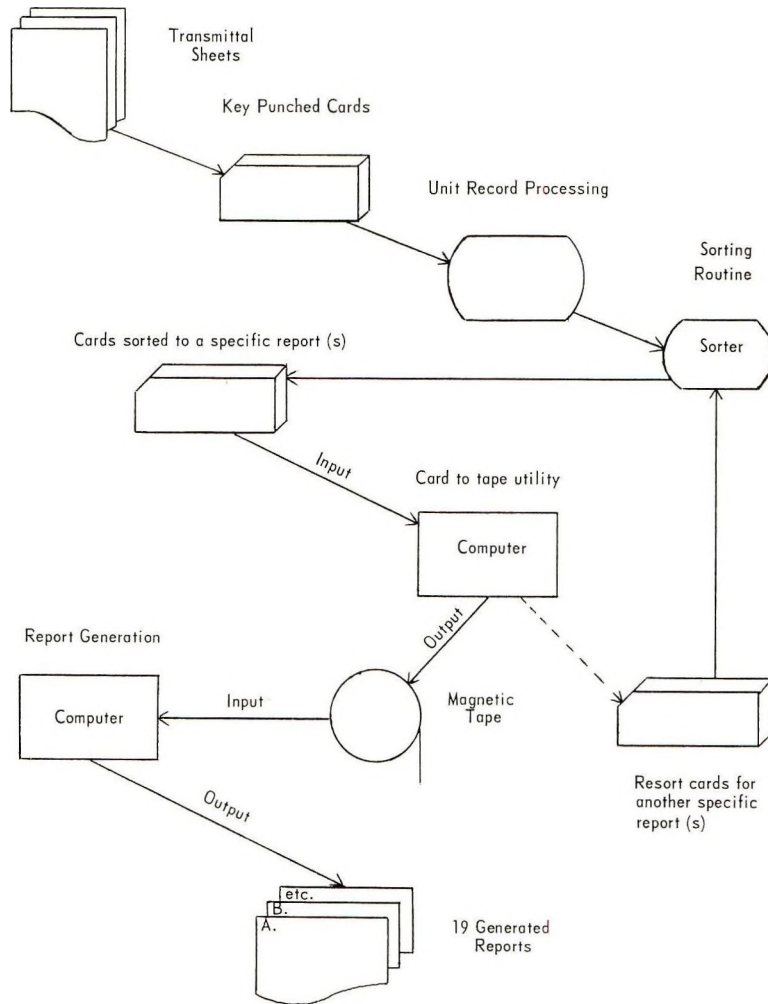 Transmittal
Sheets
Key Punched Cards
Unit Record Processing
Sorting
Routine
Sorter
Cards sorted to a specific report (s)
Input
Card to tape utility
Computer
Output
Report Generation
Computer
Input
Magnetic
Tape
Resort cards for
another specific
report (s)
Output
etc.
B.
A.
19 Generated
Reports